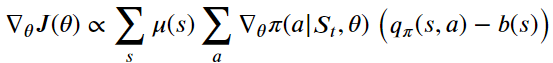 ∇θJ(θ) ∝ ∑s μ(s) ∑a ∇θπ(a|St, θ) (qπ(s, a) − b(s))